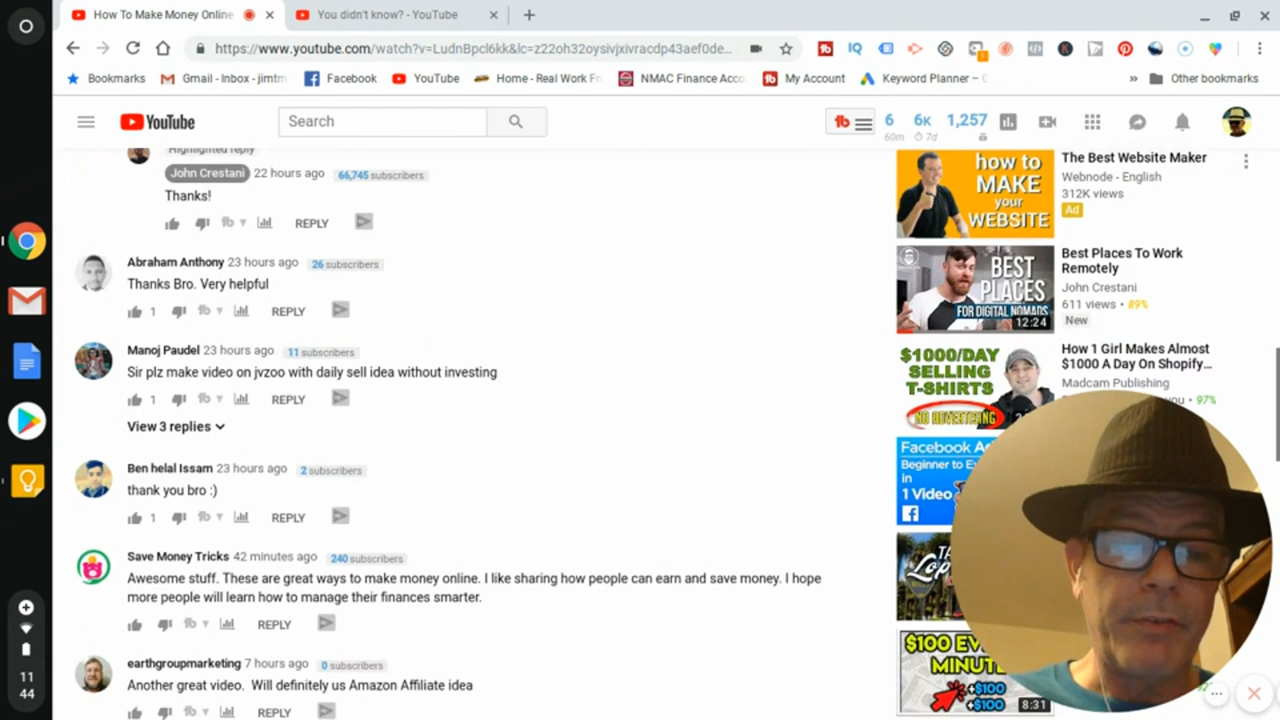 How To Make Money Online
You didn't know? - YouTube
https://www.youtube.com/watch?v=LudnBpcl6kk&lc=z22oh32oysivjxivracdp43aef0de...
Bookmarks
Gmail - Inbox - jimtm
Facebook
YouTube
Home - Real Work Fr
NMAC Finance Acco
My Account
Keyword Planner –
Other bookmarks
YouTube
Search
6 6K 1,257
60m 7d
Highlighted reply
John Crestani 22 hours ago 66,745 subscribers
Thanks!
REPLY
Abraham Anthony 23 hours ago 26 subscribers
Thanks Bro. Very helpful
1 REPLY
Manoj Paudel 23 hours ago 11 subscribers
Sir plz make video on jvzoo with daily sell idea without investing
1 REPLY
View 3 replies
Ben helal Issam 23 hours ago 2 subscribers
thank you bro :)
1 REPLY
Save Money Tricks 42 minutes ago 240 subscribers
Awesome stuff. These are great ways to make money online. I like sharing how people can earn and save money. I hope
more people will learn how to manage their finances smarter.
REPLY
earthgroupmarketing 7 hours ago 0 subscribers
Another great video. Will definitely us Amazon Affiliate idea
REPLY
how to
MAKE
your
WEBSITE
The Best Website Maker
Webnode - English
312K views
Ad
BEST
PLACES
FOR DIGITAL NOMADS
12:24
Best Places To Work
Remotely
John Crestani
611 views • 89%
New
$1000/DAY
SELLING
T-SHIRTS
NO ADVERTISING
How 1 Girl Makes Almost
$1000 A Day On Shopify...
Madcam Publishing
you • 97%
Facebook
Beginner to
in
1 Video
$100
MINUT
+$100
+$100
8:31
11
44